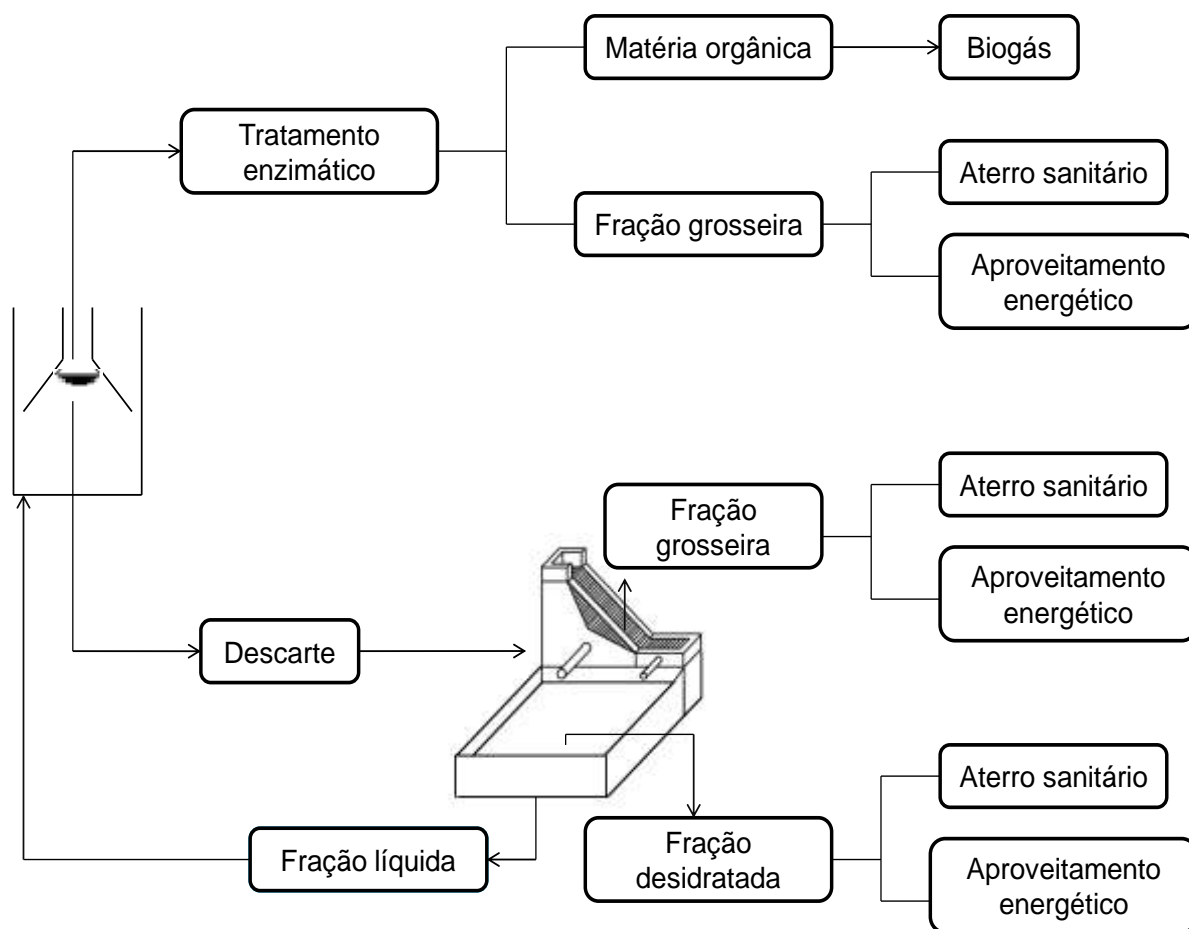 Matéria orgânica
Biogás
Tratamento
enzimático
Aterro sanitário
Fração grosseira
Aproveitamento
energético
Aterro sanitário
Fração
grosseira
Aproveitamento
energético
Descarte
Aterro sanitário
Fração líquida
Fração
desidratada
Aproveitamento
energético